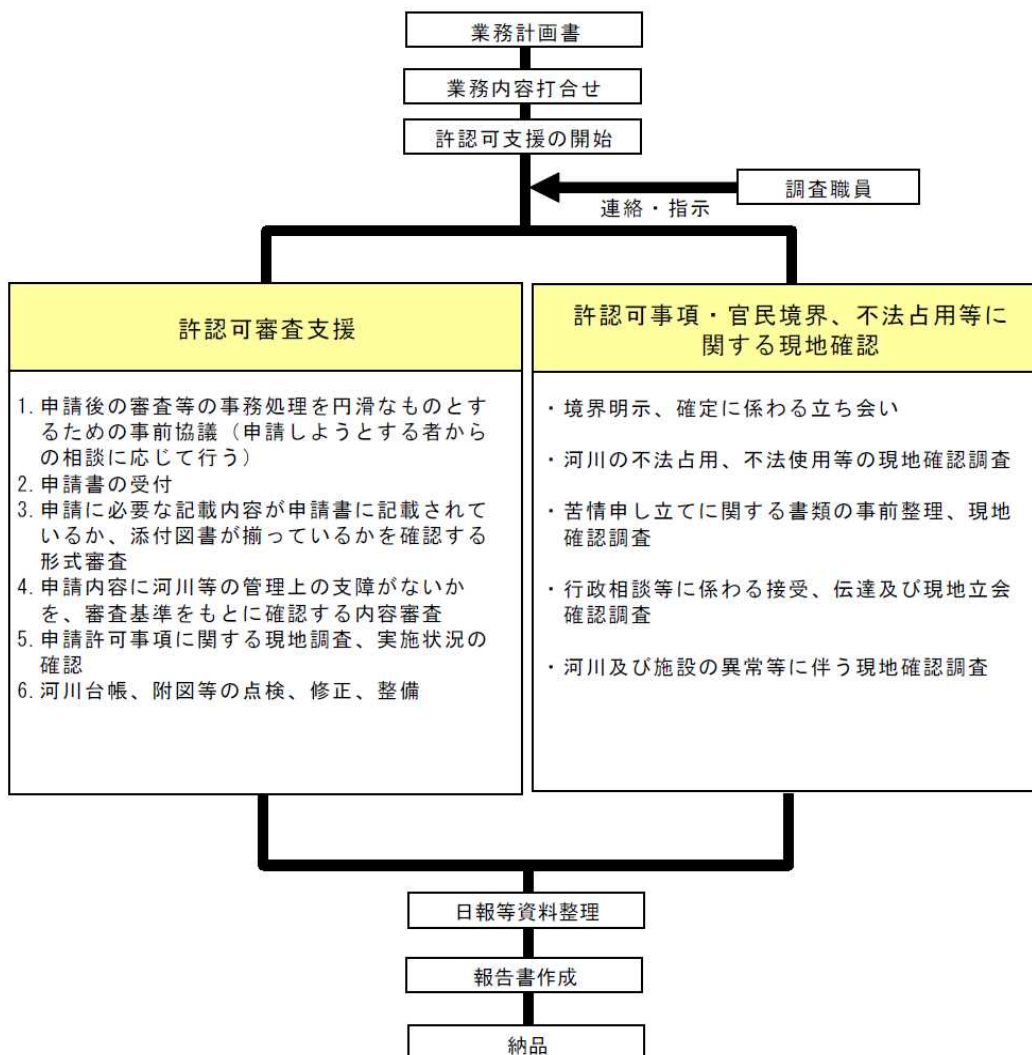 業務計画書
業務内容打合せ
許認可支援の開始
調査職員
連絡・指示
許認可審査支援
1. 申請後の審査等の事務処理を円滑なものとす
るための事前協議（申請しようとする者から
の相談に応じて行う）
2. 申請書の受付
3. 申請に必要な記載内容が申請書に記載されて
いるか、添付図書が揃っているかを確認する
形式審査
4. 申請内容に河川等の管理上の支障がないか
を、審査基準をもとに確認する内容審査
5. 申請許可事項に関する現地調査、実施状況の
確認
6. 河川台帳、附図等の点検、修正、整備
許認可事項・官民境界、不法占用等に
関する現地確認
・境界明示、確定に係わる立ち会い
・河川の不法占用、不法使用等の現地確認調査
・苦情申し立てに関する書類の事前整理、現地
確認調査
・行政相談等に係わる接受、伝達及び現地立会
確認調査
・河川及び施設の異常等に伴う現地確認調査
日報等資料整理
報告書作成
納品